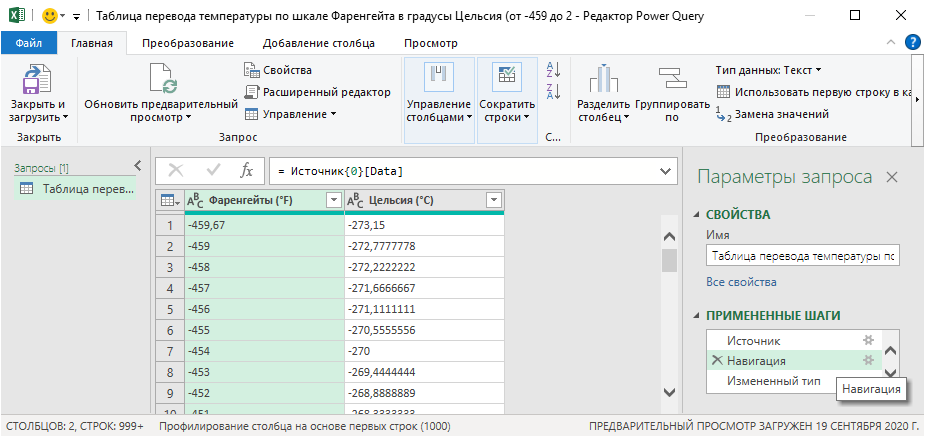 Таблица перевода температуры по шкале Фаренгейта в градусы Цельсия (от -459 до 2 - Редактор Power Query
Файл Главная Преобразование Добавление столбца Просмотр
Закрыть и загрузить
Закрыть
Обновить предварительный просмотр
Свойства
Расширенный редактор
Управление
Запрос
Управление столбцами
Сократить строки
С...
Разделить столбец
Группировать по
Тип данных: Текст
Использовать первую строку в ка
Замена значений
Преобразование
Запросы [1]
Таблица перев...
= Источник{0}[Data]
Фаренгейты (°F) Цельсия (°C)
1 -459,67 -273,15
2 -459 -272,7777778
3 -458 -272,2222222
4 -457 -271,6666667
5 -456 -271,1111111
6 -455 -270,5555556
7 -454 -270
8 -453 -269,4444444
9 -452 -268,8888889
10 -451 -268,3333333
Параметры запроса
СВОЙСТВА
Имя
Таблица перевода температуры по
Все свойства
ПРИМЕНЕННЫЕ ШАГИ
Источник
Навигация
Измененный тип
Навигация
СТОЛБЦОВ: 2, СТРОК: 999+ Профилирование столбца на основе первых строк (1000) ПРЕДВАРИТЕЛЬНЫЙ ПРОСМОТР ЗАГРУЖЕН 19 СЕНТЯБРЯ 2020 Г.